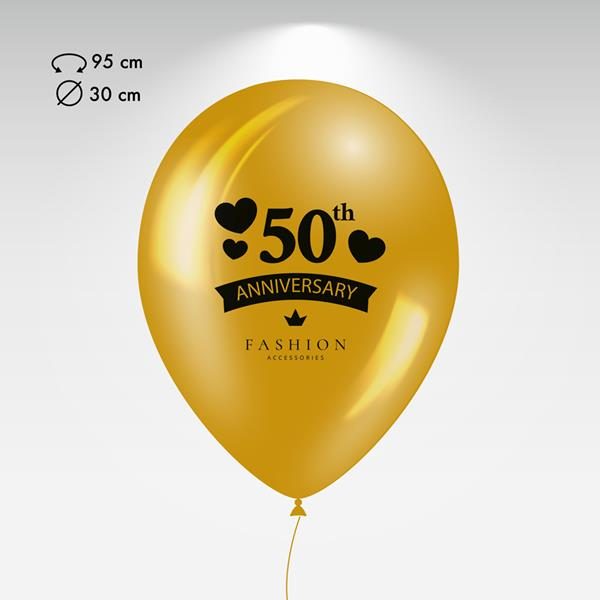 95 cm
30 cm
50th
ANNIVERSARY
FASHION
ACCESSORIES